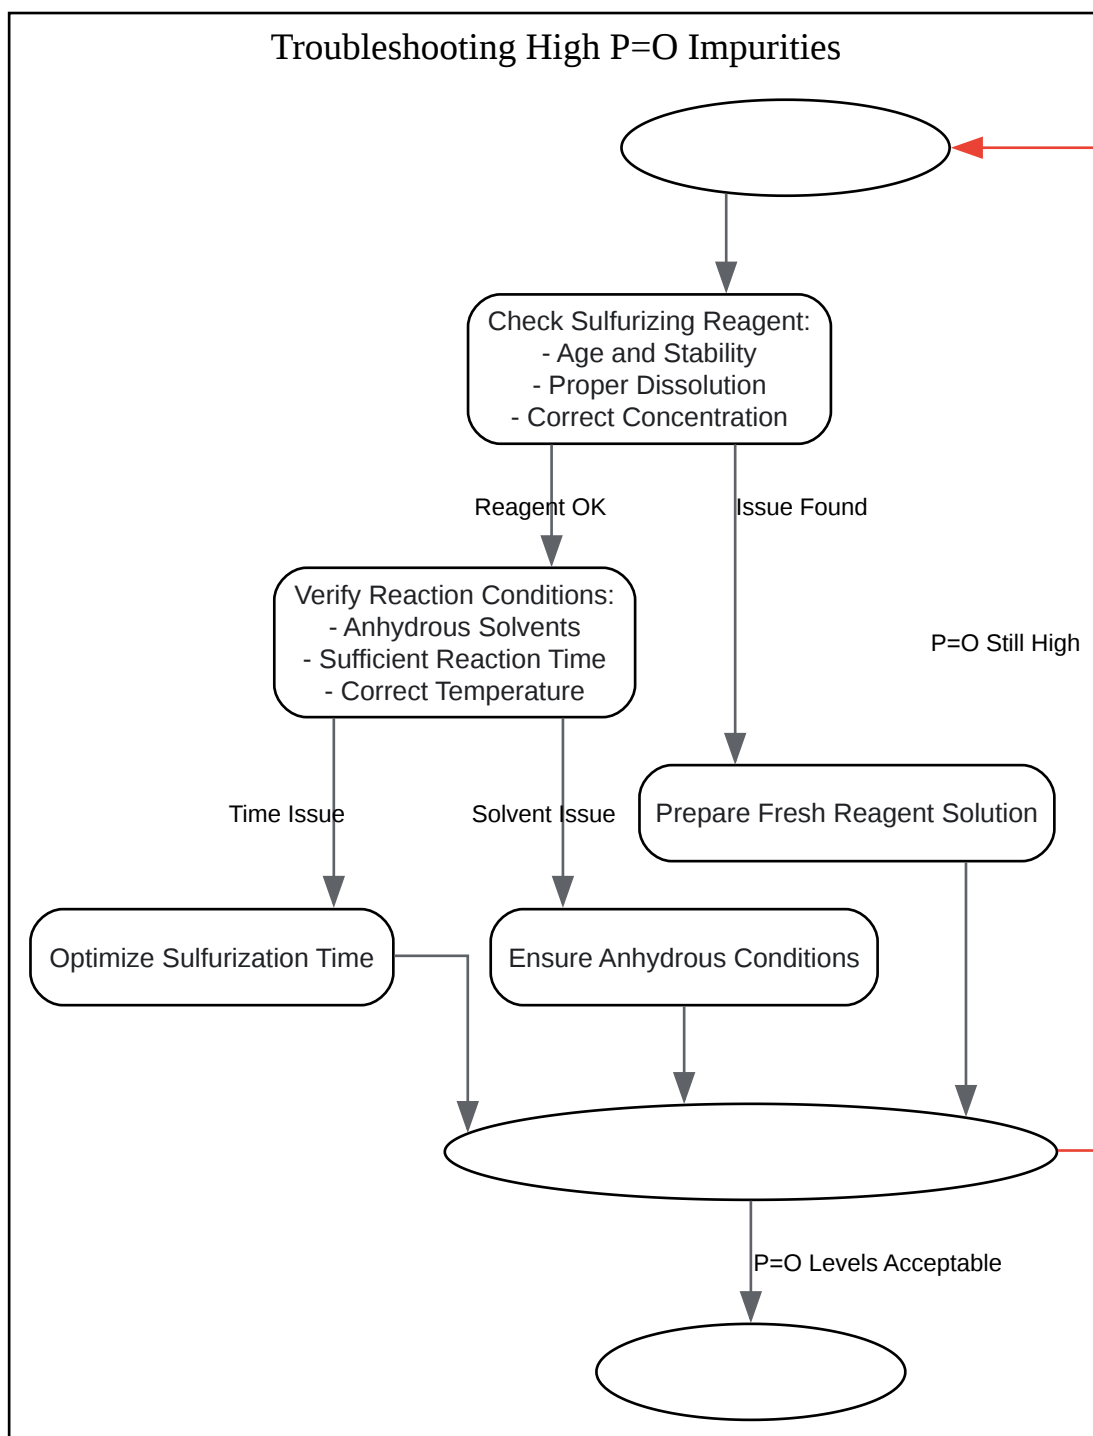 Troubleshooting High P=O Impurities
Check Sulfurizing Reagent:
- Age and Stability
- Proper Dissolution
- Correct Concentration
Reagent OK
Issue Found
Verify Reaction Conditions:
- Anhydrous Solvents
- Sufficient Reaction Time
- Correct Temperature
P=O Still High
Time Issue
Solvent Issue
Prepare Fresh Reagent Solution
Optimize Sulfurization Time
Ensure Anhydrous Conditions
P=O Levels Acceptable